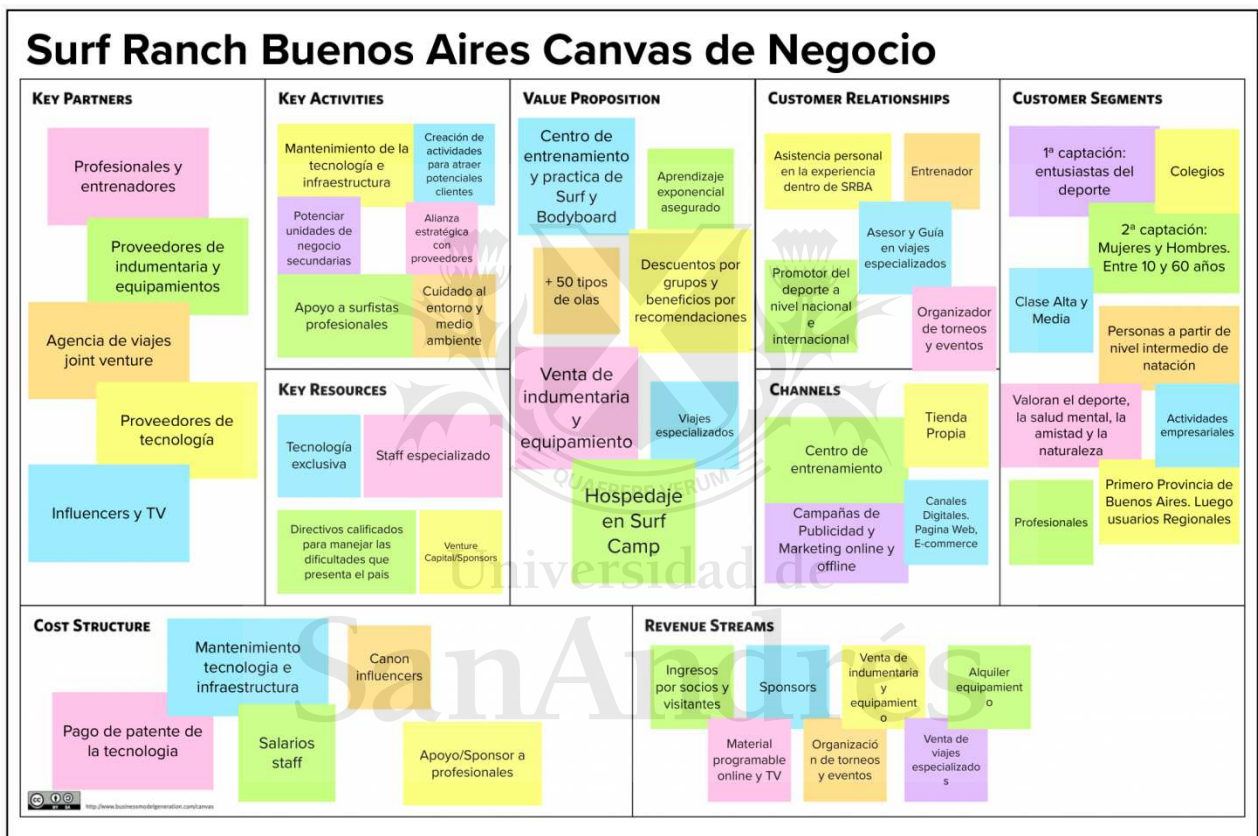 Surf Ranch Buenos Aires Canvas de Negocio
KEY PARTNERS
Profesionales y
entrenadores
Proveedores de
indumentaria y
equipamientos
Agencia de viajes
joint venture
Proveedores de
tecnología
Influencers y TV
KEY ACTIVITIES
Mantenimiento de la
tecnología e
infraestructura
Creación de
actividades
para atraer
potenciales
clientes
Potenciar
unidades de
negocio
secundarias
Alianza
estratégica
con
proveedores
Apoyo a surfistas
profesionales
Cuidado al
entorno y
medio
ambiente
KEY RESOURCES
Tecnología
exclusiva
Staff especializado
Directivos calificados
para manejar las
dificultades que
presenta el pais
Venture
Capital/Sponsors
VALUE PROPOSITION
Centro de
entrenamiento
y practica de
Surf y
Bodyboard
Aprendizaje
exponencial
asegurado
+ 50 tipos
de olas
Descuentos por
grupos y
beneficios por
recomendaciones
Venta de
indumentaria
y
equipamiento
Viajes
especializados
Hospedaje
en Surf
Camp
CUSTOMER RELATIONSHIPS
Asistencia personal
en la experiencia
dentro de SRBA
Entrenador
Asesor y Guía
en viajes
especializados
Promotor del
deporte a
nivel nacional
e
internacional
Organizador
de torneos
y eventos
CHANNELS
Tienda
Propia
Centro de
entrenamiento
Canales
Digitales.
Pagina Web,
E-commerce
Campañas de
Publicidad y
Marketing online y
offline
CUSTOMER SEGMENTS
1ª captación:
entusiastas del
deporte
Colegios
2ª captación:
Mujeres y Hombres.
Entre 10 y 60 años
Clase Alta y
Media
Personas a partir de
nivel intermedio de
natación
Valoran el deporte,
la salud mental, la
amistad y la
naturaleza
Actividades
empresariales
Profesionales
Primero Provincia de
Buenos Aires. Luego
usuarios Regionales
COST STRUCTURE
Mantenimiento
tecnologia e
infraestructura
Canon
influencers
Pago de patente de
la tecnologia
Salarios
staff
Apoyo/Sponsor a
profesionales
REVENUE STREAMS
Ingresos
por socios y
visitantes
Sponsors
Venta de
indumentaria
y
equipamient
o
Alquiler
equipamient
o
Material
programable
online y TV
Organizació
n de torneos
y eventos
Venta de
viajes
especializado
s
QUAERERE VERUM
Universidad de
SanAndrés
cc
BY SA
http://www.businessmodelgeneration.com/canvas